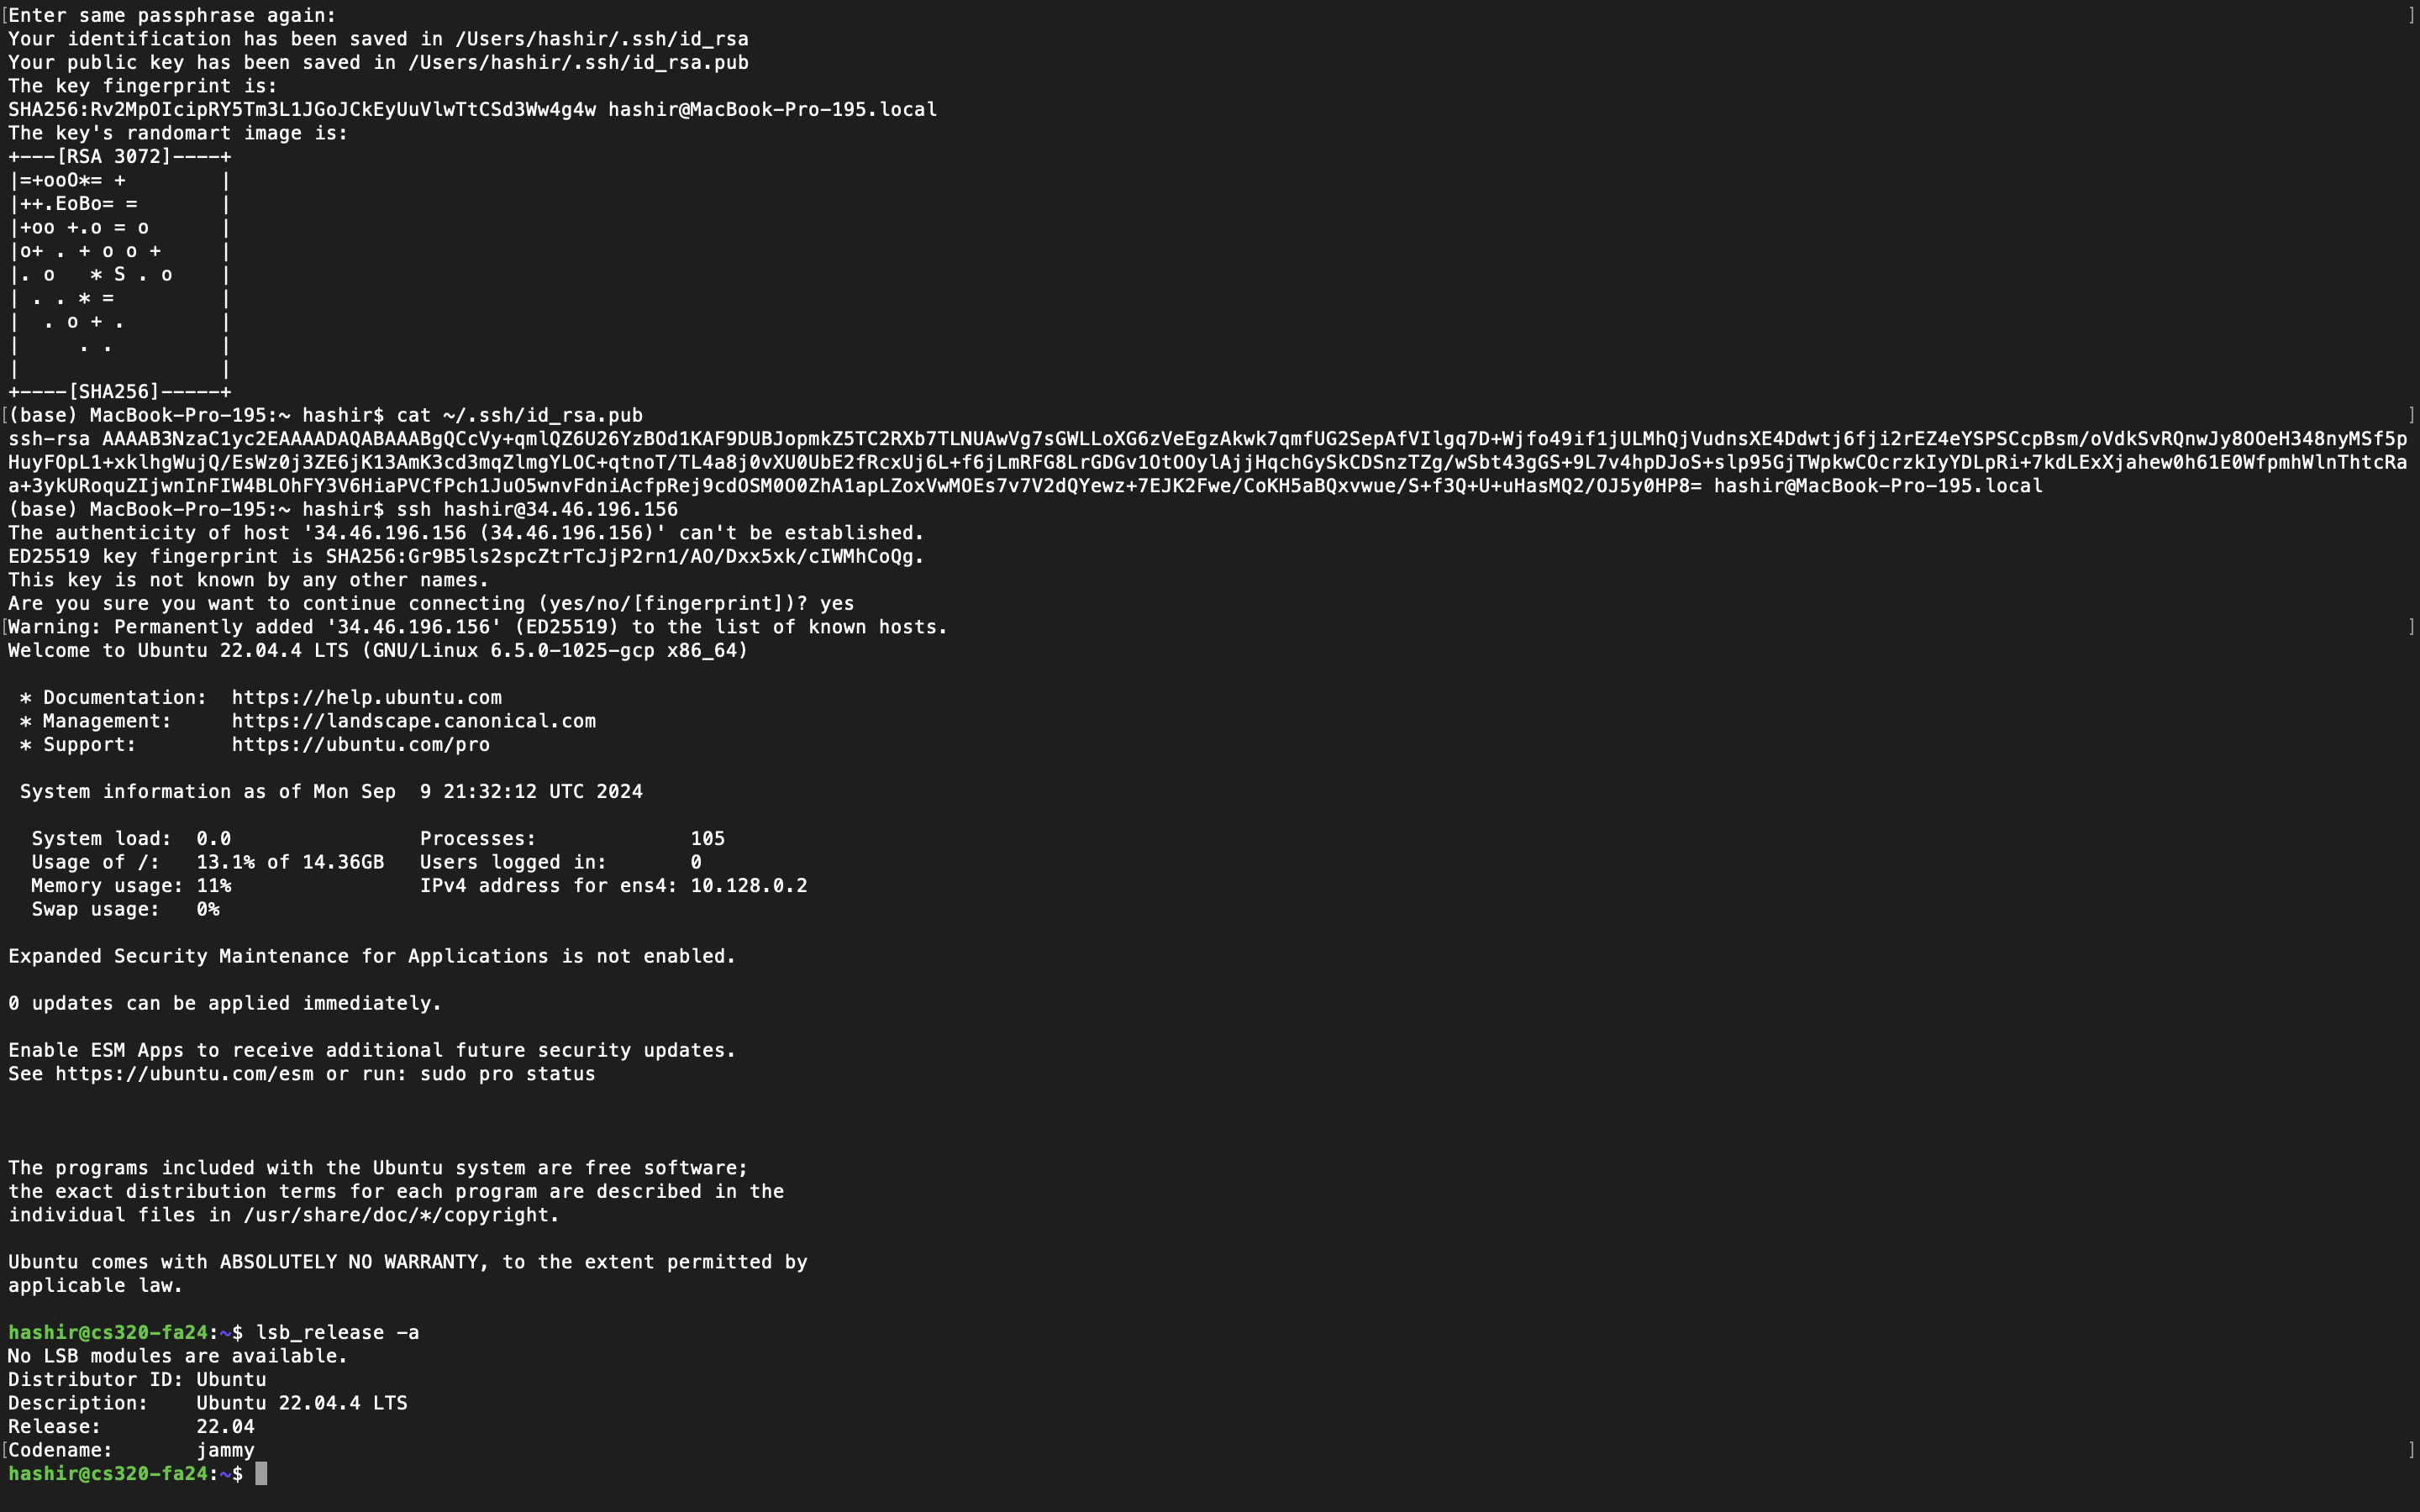 Enter same passphrase again:
Your identification has been saved in /Users/hashir/.ssh/id_rsa
Your public key has been saved in /Users/hashir/.ssh/id_rsa.pub
The key fingerprint is:
SHA256:Rv2MpOIcipRY5Tm3L1JGoJCkEyUuVlwTtCSd3Ww4g4w hashir@MacBook-Pro-195.local
The key's randomart image is:
+---[RSA 3072]----+
|=+ooO*= +        |
|++.EoBo= =       |
|+oo +.o = o      |
|o+ . + o o +     |
|. o   * S . o    |
| . . * =         |
|  . o + .        |
|     . .         |
|                 |
+----[SHA256]-----+
(base) MacBook-Pro-195:~ hashir$ cat ~/.ssh/id_rsa.pub
ssh-rsa AAAAB3NzaC1yc2EAAAADAQABAAABgQCcVy+qmlQZ6U26YzBOd1KAF9DUBJopmkZ5TC2RXb7TLNUAwVg7sGWLLoXG6zVeEgzAkwk7qmfUG2SepAfVIlgq7D+Wjfo49if1jULMhQjVudnsXE4Ddwtj6fji2rEZ4eYSPSCcpBsm/oVdkSvRQnwJy8OOeH348nyMSf5p
HuyFOpL1+xklhgWujQ/EsWz0j3ZE6jK13AmK3cd3mqZlmgYLOC+qtnoT/TL4a8j0vXU0UbE2fRcxUj6L+f6jLmRFG8LrGDGv1OtOOylAjjHqchGySkCDSnzTZg/wSbt43gGS+9L7v4hpDJoS+slp95GjTWpkwCOcrzkIyYDLpRi+7kdLExXjahew0h61E0WfpmhWlnThtcRa
a+3ykURoquZIjwnInFIW4BLOhFY3V6HiaPVCfPch1JuO5wnvFdniAcfpRej9cdOSM0O0ZhA1apLZoxVwMOEs7v7V2dQYewz+7EJK2Fwe/CoKH5aBQxvwue/S+f3Q+U+uHasMQ2/OJ5y0HP8= hashir@MacBook-Pro-195.local
(base) MacBook-Pro-195:~ hashir$ ssh hashir@34.46.196.156
The authenticity of host '34.46.196.156 (34.46.196.156)' can't be established.
ED25519 key fingerprint is SHA256:Gr9B5ls2spcZtrTcJjP2rn1/AO/Dxx5xk/cIWMhCoQg.
This key is not known by any other names.
Are you sure you want to continue connecting (yes/no/[fingerprint])? yes
Warning: Permanently added '34.46.196.156' (ED25519) to the list of known hosts.
Welcome to Ubuntu 22.04.4 LTS (GNU/Linux 6.5.0-1025-gcp x86_64)
 * Documentation:  https://help.ubuntu.com
 * Management:     https://landscape.canonical.com
 * Support:        https://ubuntu.com/pro
 System information as of Mon Sep  9 21:32:12 UTC 2024
  System load:  0.0                Processes:             105
  Usage of /:   13.1% of 14.36GB   Users logged in:       0
  Memory usage: 11%                IPv4 address for ens4: 10.128.0.2
  Swap usage:   0%
Expanded Security Maintenance for Applications is not enabled.
0 updates can be applied immediately.
Enable ESM Apps to receive additional future security updates.
See https://ubuntu.com/esm or run: sudo pro status
The programs included with the Ubuntu system are free software;
the exact distribution terms for each program are described in the
individual files in /usr/share/doc/*/copyright.
Ubuntu comes with ABSOLUTELY NO WARRANTY, to the extent permitted by
applicable law.
hashir@cs320-fa24:~$ lsb_release -a
No LSB modules are available.
Distributor ID: Ubuntu
Description:    Ubuntu 22.04.4 LTS
Release:        22.04
Codename:       jammy
hashir@cs320-fa24:~$